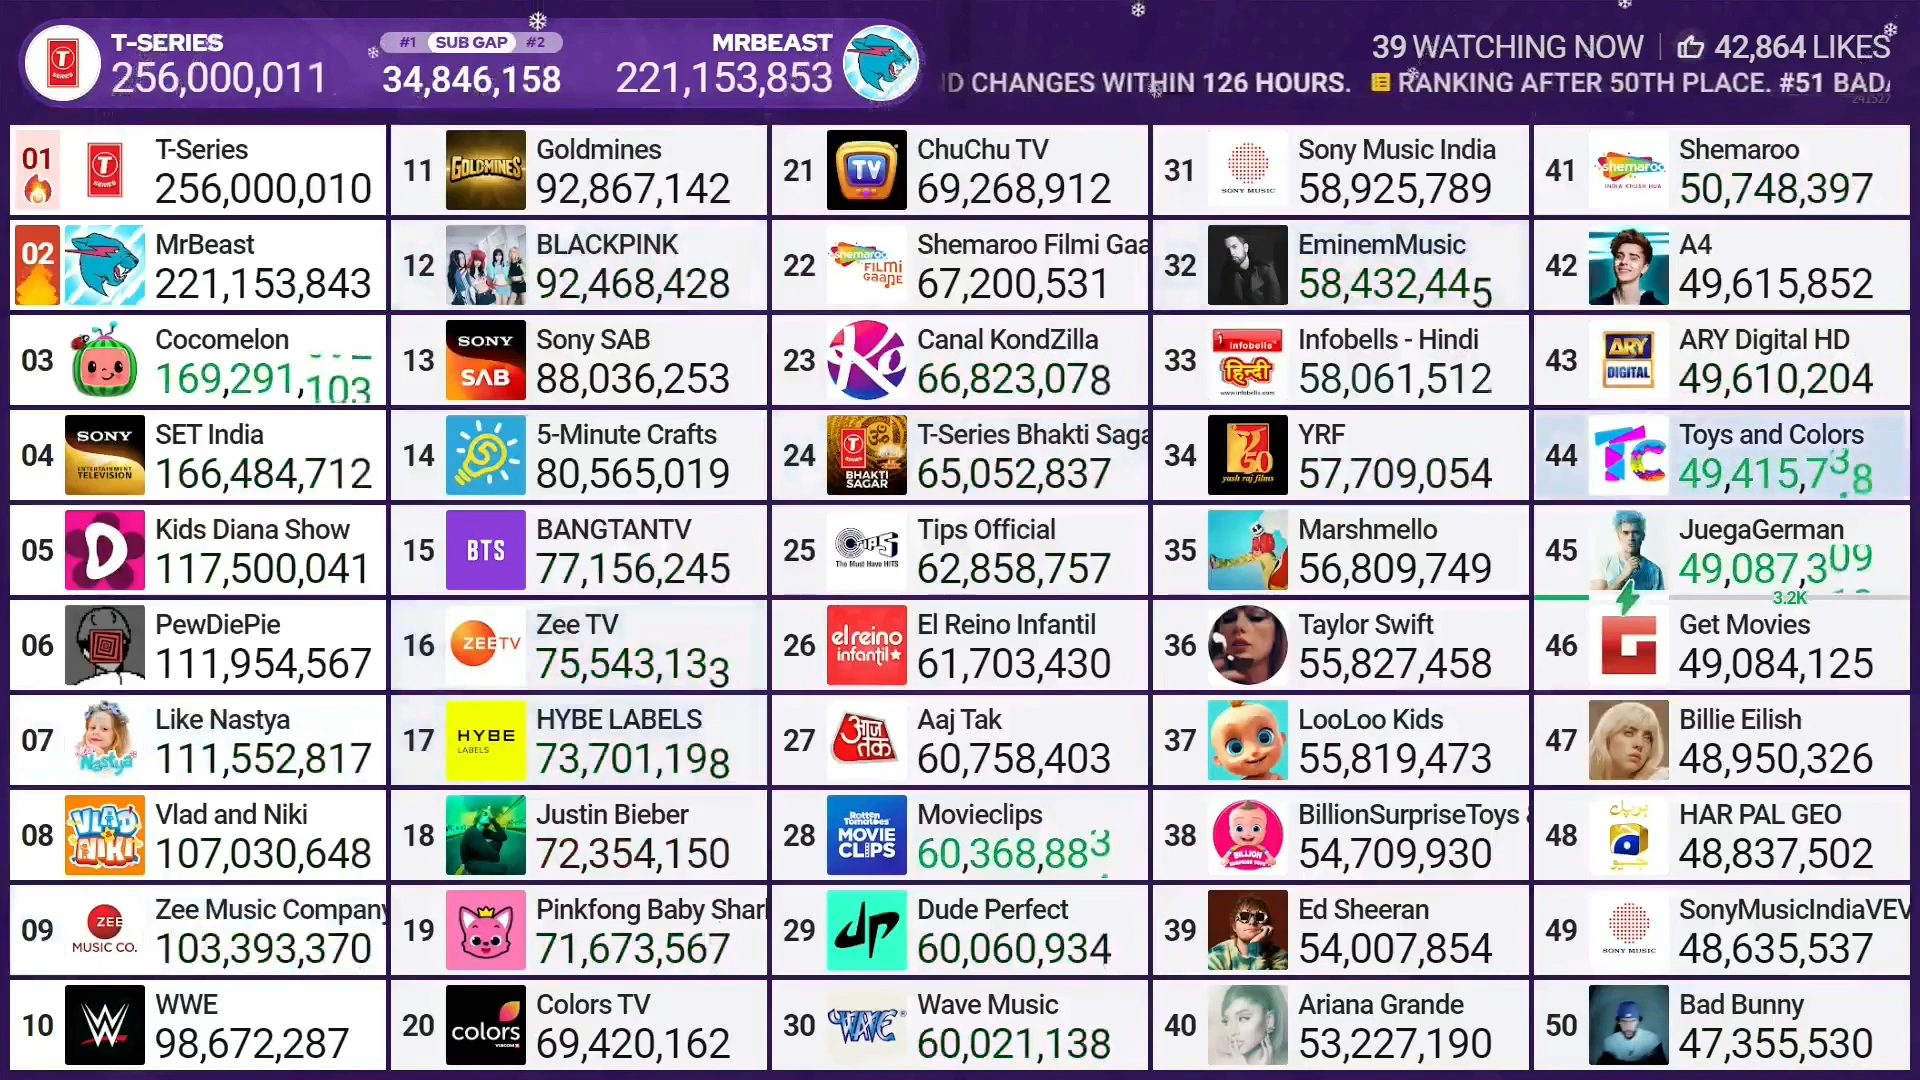 T-SERIES
256,000,011
#1 SUB GAP #2
34,846,158
MRBEAST
221,153,853
39 WATCHING NOW | 42,864 LIKES
CHANGES WITHIN 126 HOURS. RANKING AFTER 50TH PLACE. #51
241527
01 T-Series
256,000,010
02 MrBeast
221,153,843
03 Cocomelon
169,291,103
04 SET India
166,484,712
05 Kids Diana Show
117,500,041
06 PewDiePie
111,954,567
07 Like Nastya
111,552,817
08 Vlad and Niki
107,030,648
09 Zee Music Company
103,393,370
10 WWE
98,672,287
11 Goldmines
92,867,142
12 BLACKPINK
92,468,428
13 Sony SAB
88,036,253
14 5-Minute Crafts
80,565,019
15 BANGTANTV
77,156,245
16 Zee TV
75,543,133
17 HYBE LABELS
73,701,198
18 Justin Bieber
72,354,150
19 Pinkfong Baby Shar
71,673,567
20 Colors TV
69,420,162
21 ChuChu TV
69,268,912
22 Shemaroo Filmi Gaa
67,200,531
23 Canal KondZilla
66,823,078
24 T-Series Bhakti Saga
65,052,837
25 Tips Official
62,858,757
26 El Reino Infantil
61,703,430
27 Aaj Tak
60,758,403
28 Movieclips
60,368,883
29 Dude Perfect
60,060,934
30 Wave Music
60,021,138
31 Sony Music India
58,925,789
32 EminemMusic
58,432,445
33 Infobells - Hindi
58,061,512
34 YRF
57,709,054
35 Marshmello
56,809,749
36 Taylor Swift
55,827,458
37 LooLoo Kids
55,819,473
38 BillionSurpriseToys
54,709,930
39 Ed Sheeran
54,007,854
40 Ariana Grande
53,227,190
41 Shemaroo
50,748,397
42 A4
49,615,852
43 ARY Digital HD
49,610,204
44 Toys and Colors
45 JuegaGerman
3.2K
46 Get Movies
49,084,125
47 Billie Eilish
48,950,326
48 HAR PAL GEO
48,837,502
49 SonyMusicIndiaVEV
48,635,537
50 Bad Bunny
47,355,530